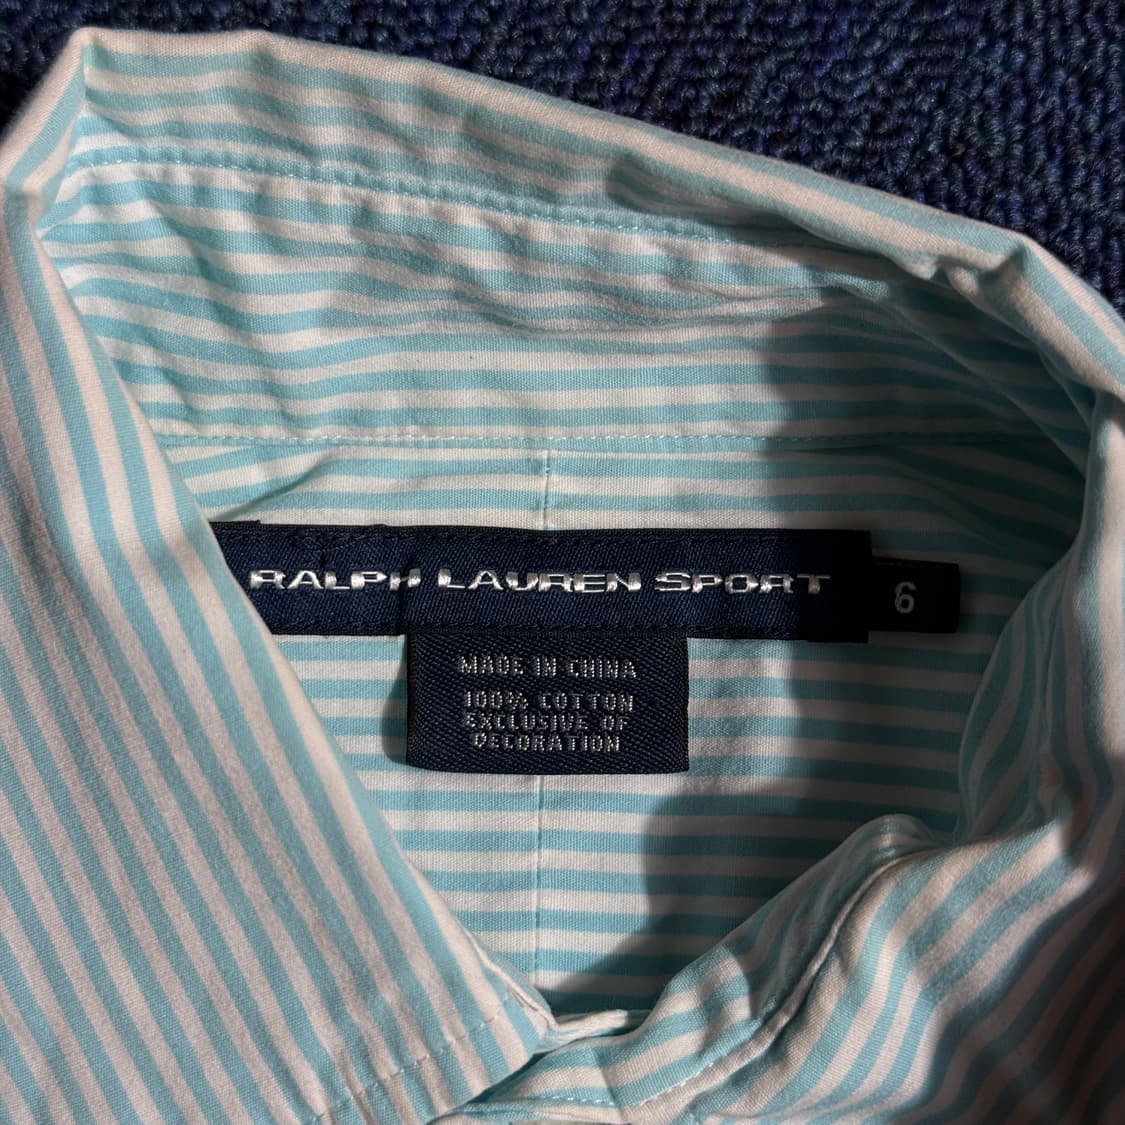 RALPH LAUREN SPORT
6
MADE IN CHINA
100% COTTON
EXCLUSIVE OF
DECORATION